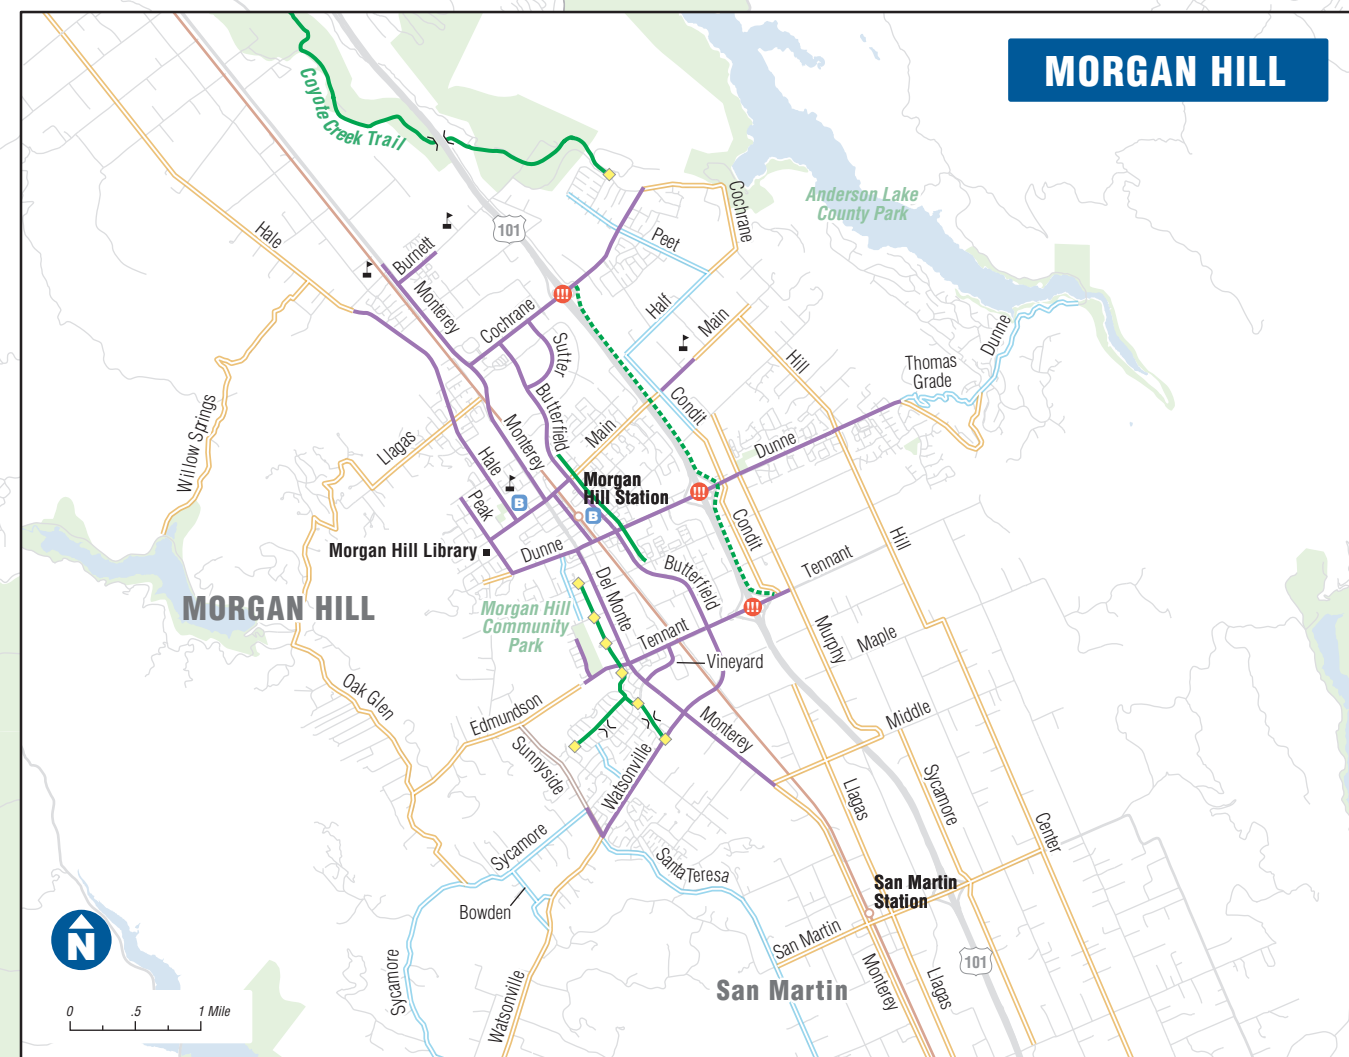 MORGAN HILL
Coyote Creek Trail
Anderson Lake
County Park
Cochrane
101
Hale
Peet
Burnett
Monterey
Half
Cochrane
Main
Sutter
Hill
Dunne
Thomas
Grade
Condit
Butterfield
Willow Springs
Llagas
Monterey
Main
Dunne
Hale
Morgan
Hill Station
B
B
Peak
Condit
Hill
Morgan Hill Library
Dunne
Tennant
Butterfield
Del Monte
MORGAN HILL
Morgan Hill
Community
Park
Tennant
Murphy
Maple
Vineyard
Oak Glen
Edmundson
Monterey
Middle
Sunnyside
Watsonville
Llagas
Sycamore
Center
Sycamore
Santa Teresa
San Martin
Station
Bowden
San Martin
N
Sycamore
Watsonville
Monterey
Llagas
101
San Martin
0 .5 1 Mile
!!!
!!!
!!!